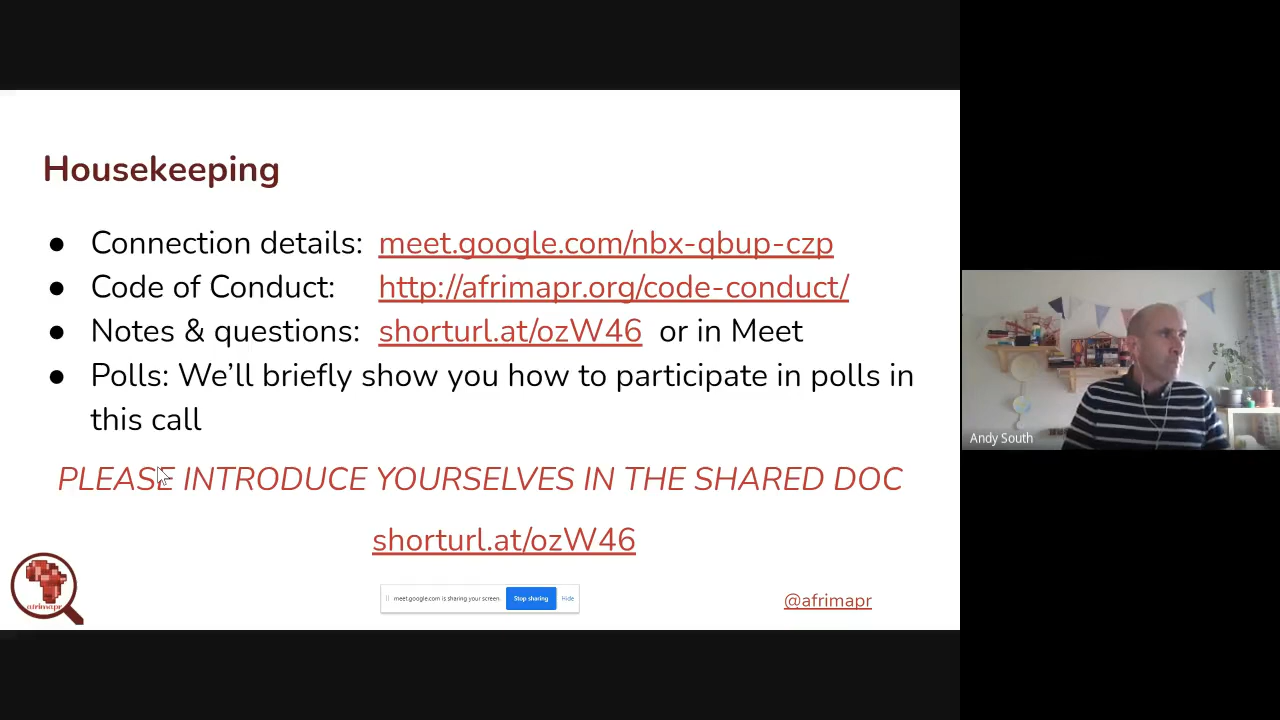 Housekeeping
● Connection details: meet.google.com/nbx-qbup-czp
● Code of Conduct: http://afrimapr.org/code-conduct/
● Notes & questions: shorturl.at/ozW46 or in Meet
● Polls: We’ll briefly show you how to participate in polls in
this call
PLEASE INTRODUCE YOURSELVES IN THE SHARED DOC
shorturl.at/ozW46
afrimapr
meet.google.com is sharing your screen. Stop sharing Hide
@afrimapr
Andy South